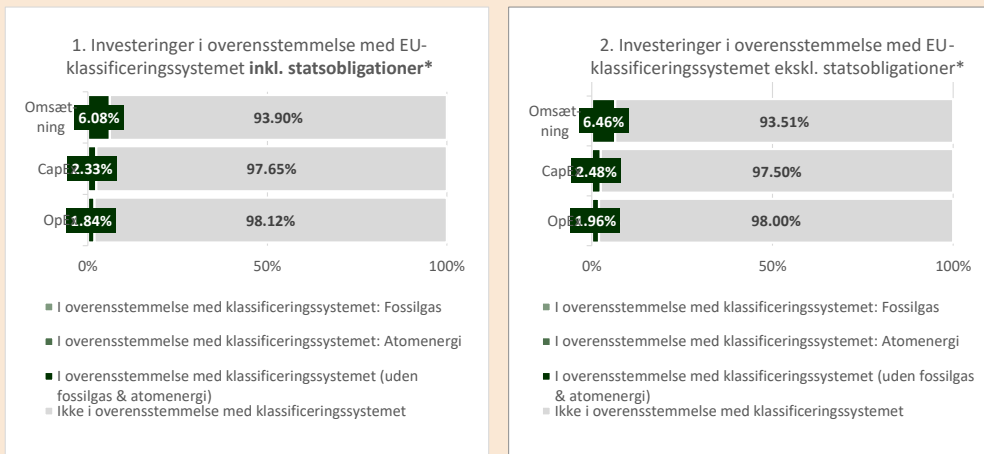 1. Investeringer i overensstemmelse med EU-
klassificeringssystemet inkl. statsobligationer*
Omsæt-
ning
6.08%
93.90%
2.33%
97.65%
1.84%
98.12%
0%
50%
100%
I overensstemmelse med klassificeringssystemet: Fossilgas
I overensstemmelse med klassificeringssystemet: Atomenergi
I overensstemmelse med klassificeringssystemet (uden
fossilgas & atomenergi)
Ikke i overensstemmelse med klassificeringssystemet
2. Investeringer i overensstemmelse med EU-
klassificeringssystemet ekskl. statsobligationer*
Omsæt-
ning
6.46%
93.51%
2.48%
97.50%
1.96%
98.00%
0%
50%
100%
I overensstemmelse med klassificeringssystemet: Fossilgas
I overensstemmelse med klassificeringssystemet: Atomenergi
I overensstemmelse med klassificeringssystemet (uden fossilgas
& atomenergi)
Ikke i overensstemmelse med klassificeringssystemet